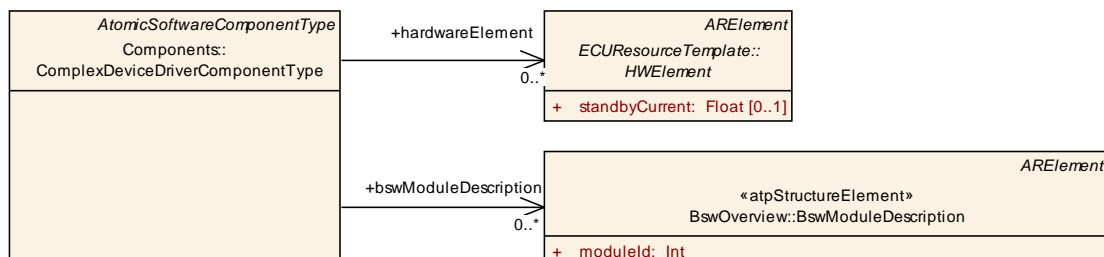 AtomicSoftwareComponentType
Components::
ComplexDeviceDriverComponentType
+hardwareElement
0..*
ARElement
ECUResourceTemplate::
HWElement
+ standbyCurrent: Float [0..1]
+bswModuleDescription
0..*
ARElement
«atpStructureElement»
BswOverview::BswModuleDescription
+ moduleId: Int